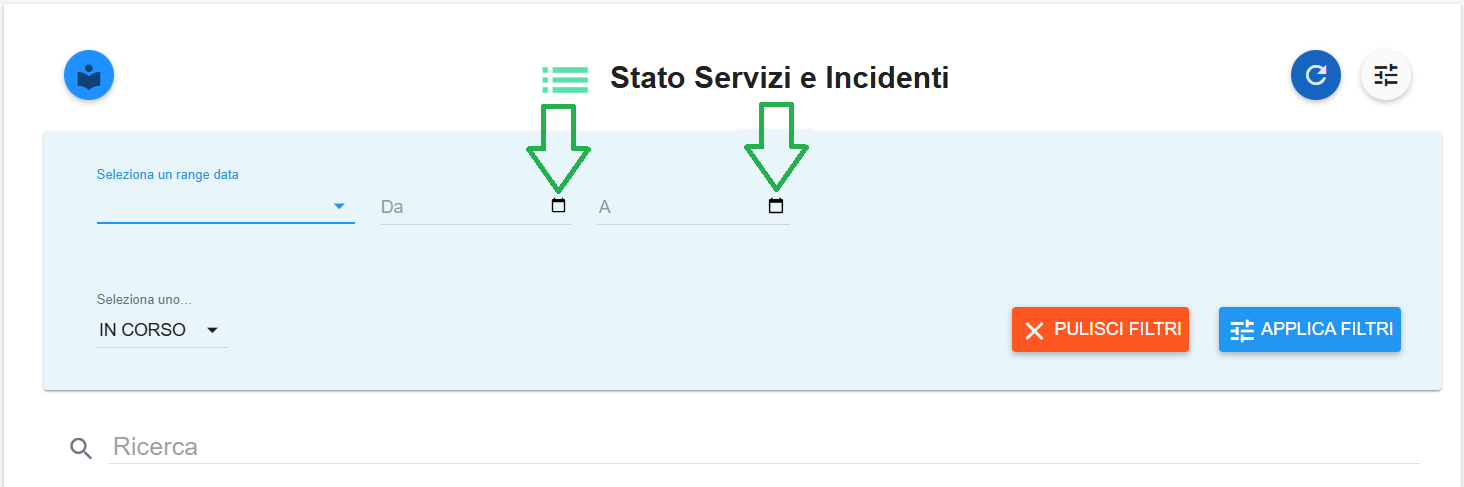 Stato Servizi e Incidenti
Seleziona un range data
Da
A
Seleziona uno...
IN CORSO
PULISCI FILTRI
APPLICA FILTRI
Ricerca